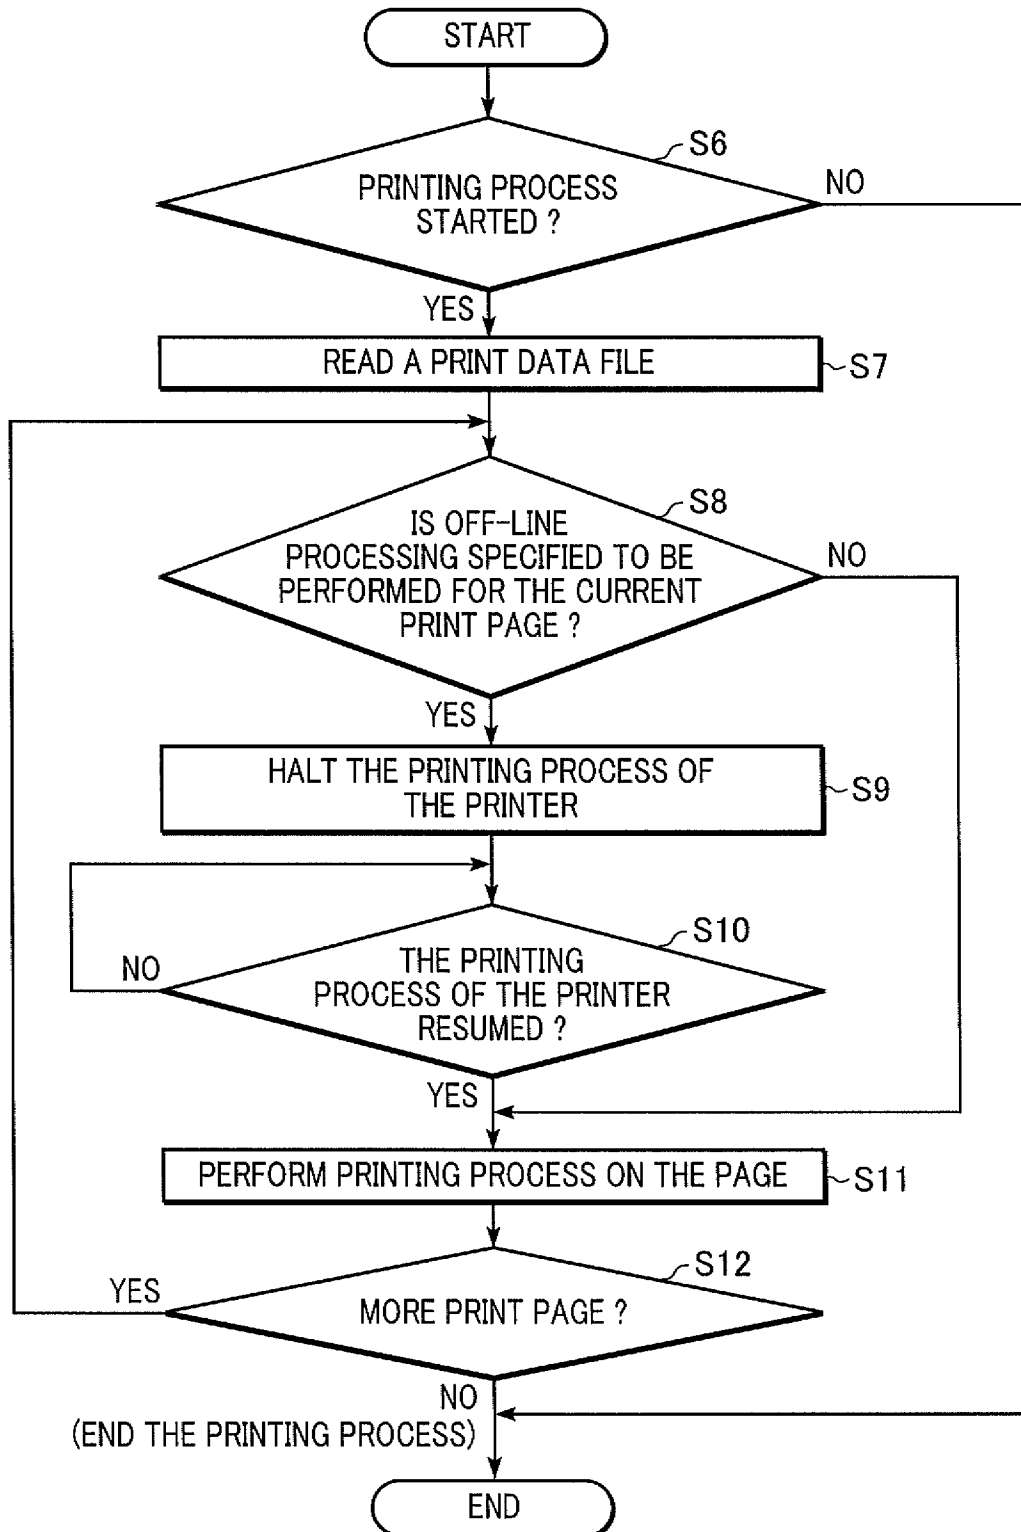 START
S6
PRINTING PROCESS
STARTED ?
NO
YES
READ A PRINT DATA FILE
S7
S8
IS OFF-LINE
PROCESSING SPECIFIED TO BE
PERFORMED FOR THE CURRENT
PRINT PAGE ?
NO
YES
HALT THE PRINTING PROCESS OF
THE PRINTER
S9
S10
THE PRINTING
PROCESS OF THE PRINTER
RESUMED ?
NO
YES
PERFORM PRINTING PROCESS ON THE PAGE
S11
S12
MORE PRINT PAGE ?
YES
NO
(END THE PRINTING PROCESS)
END